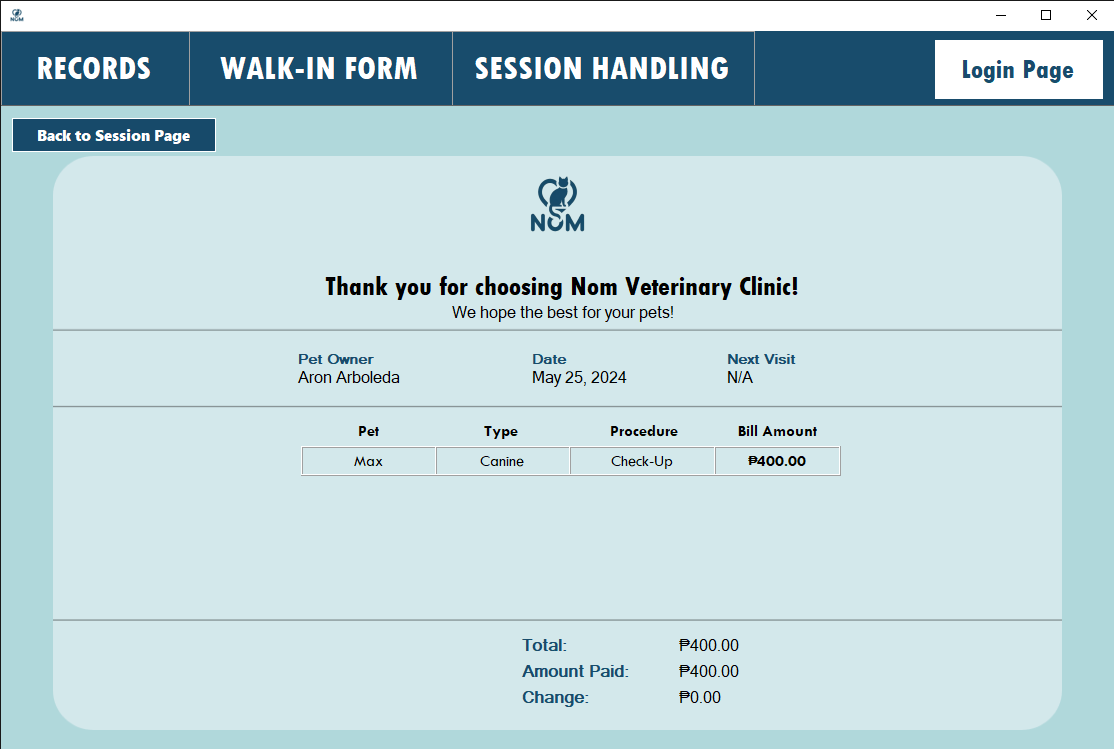 NOM
RECORDS WALK-IN FORM SESSION HANDLING Login Page
Back to Session Page
NOM
Thank you for choosing Nom Veterinary Clinic!
We hope the best for your pets!
Pet Owner Date Next Visit
Aron Arboleda May 25, 2024 N/A
Pet Type Procedure Bill Amount
Max Canine Check-Up ₱400.00
Total: ₱400.00
Amount Paid: ₱400.00
Change: ₱0.00